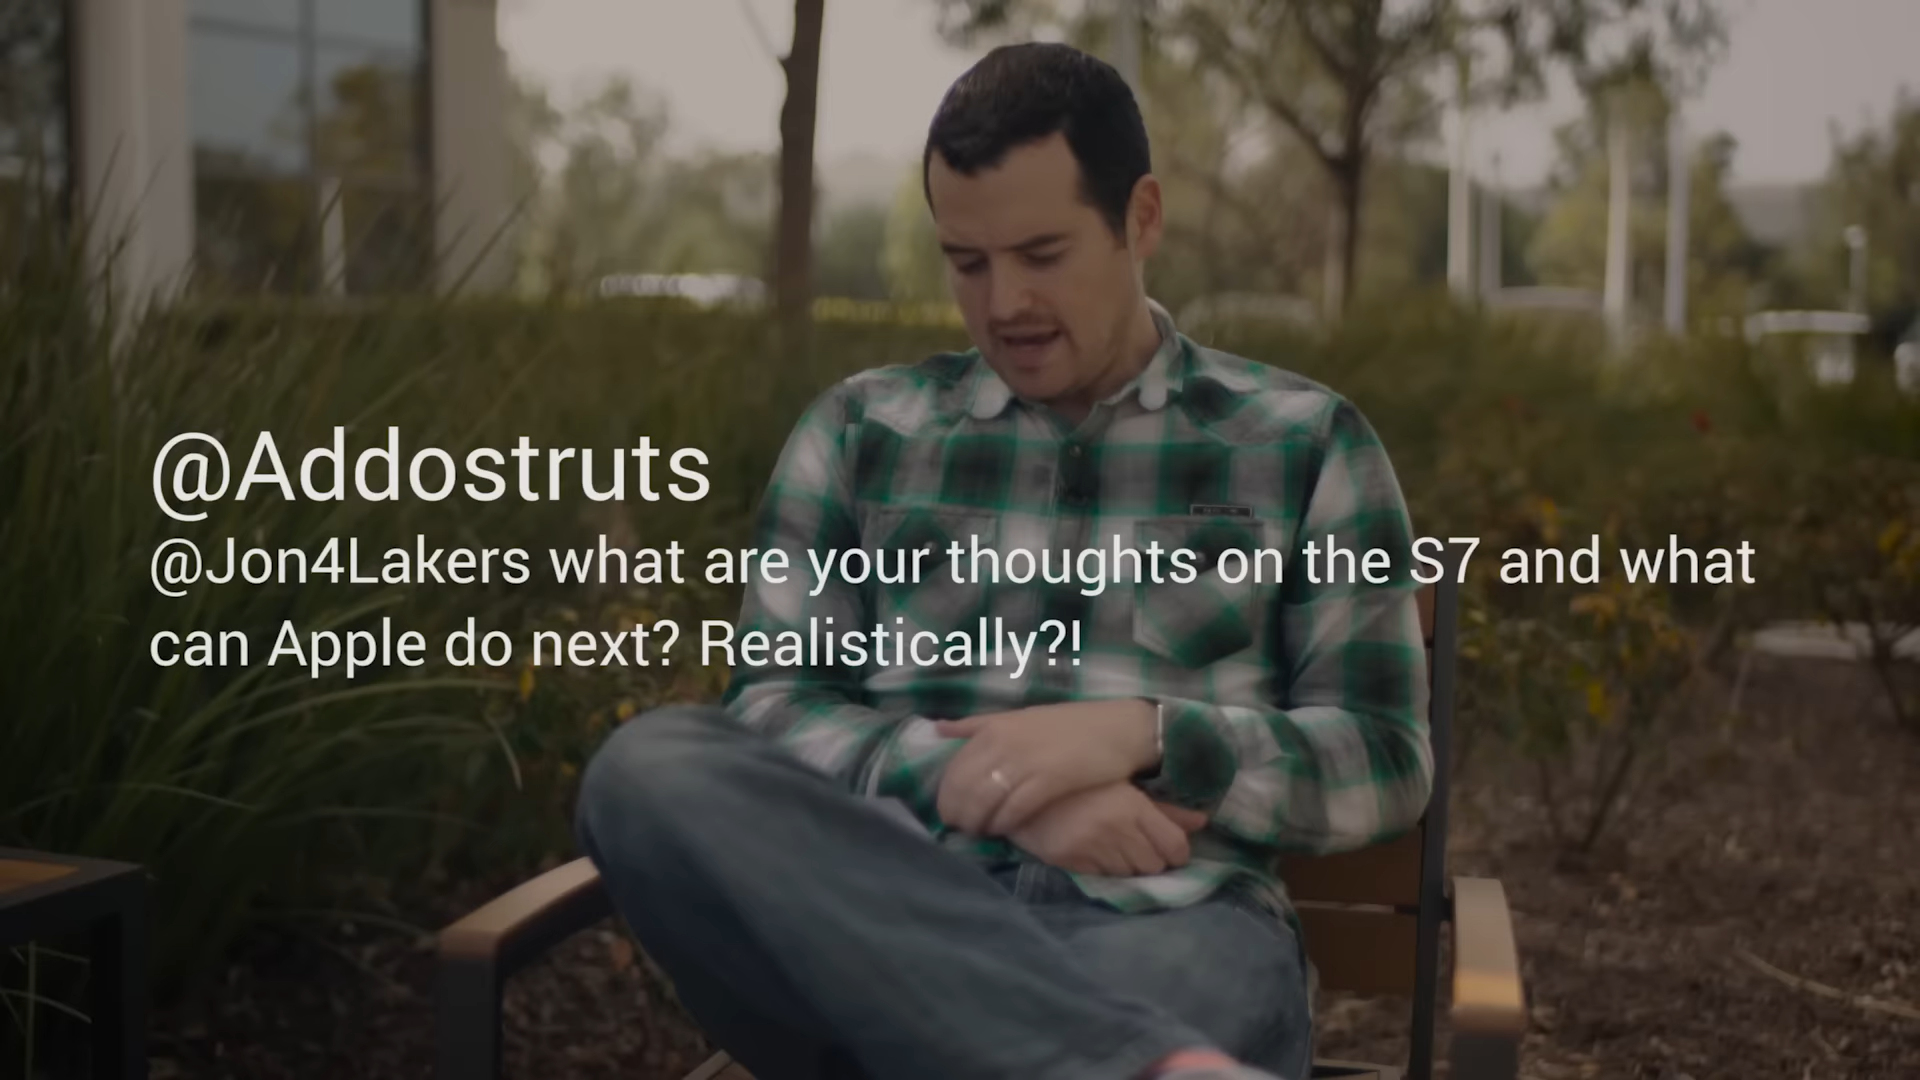 @Addostruts
@Jon4Lakers what are your thoughts on the S7 and what
can Apple do next? Realistically?!